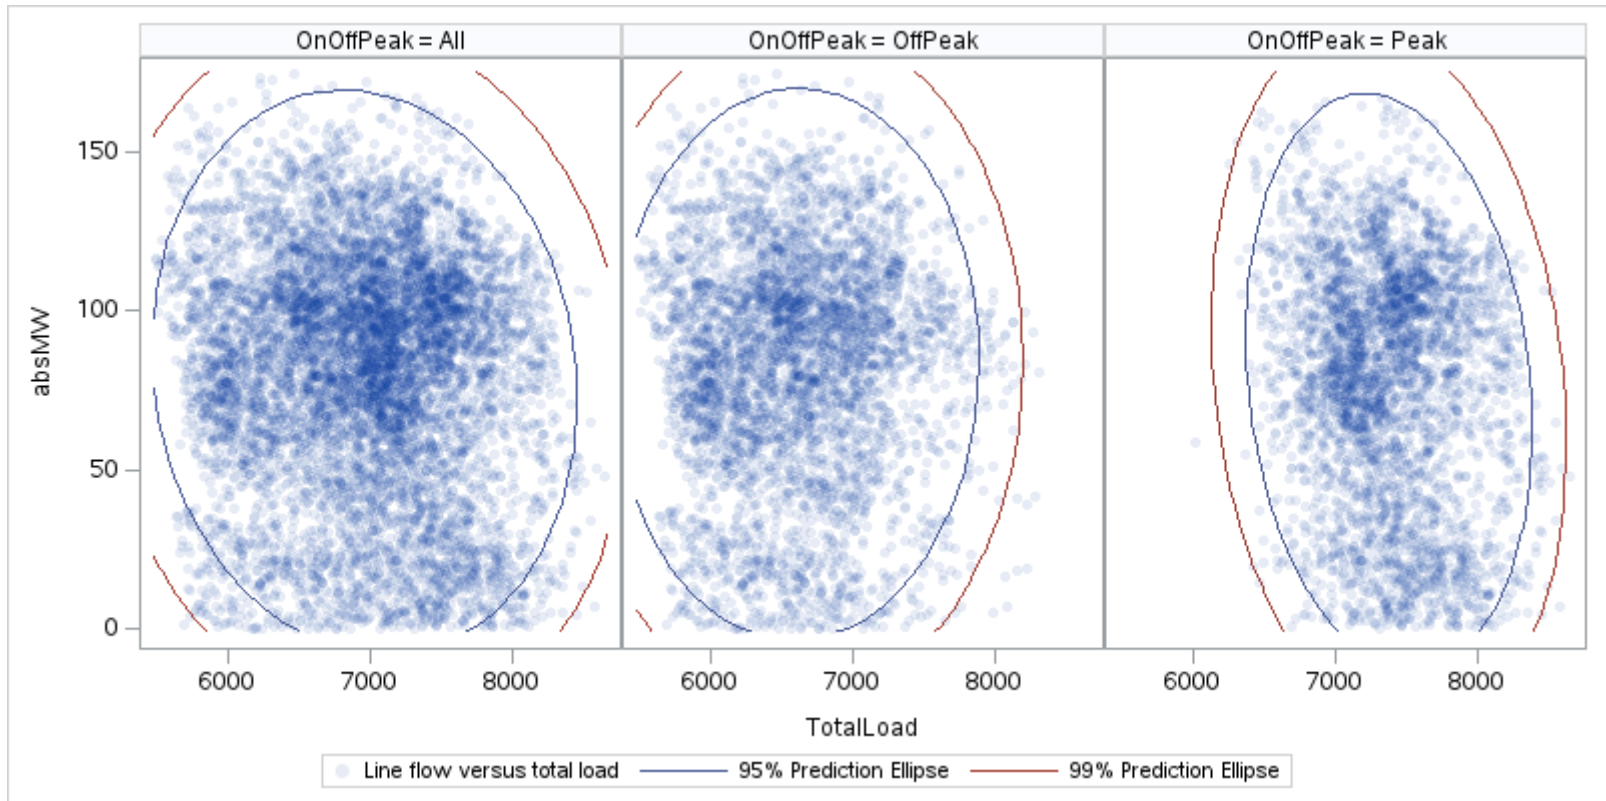 OnOffPeak = All
OnOffPeak = OffPeak
OnOffPeak = Peak
absMW
150
100
50
0
6000 7000 8000
6000 7000 8000
6000 7000 8000
TotalLoad
Line flow versus total load 95% Prediction Ellipse 99% Prediction Ellipse